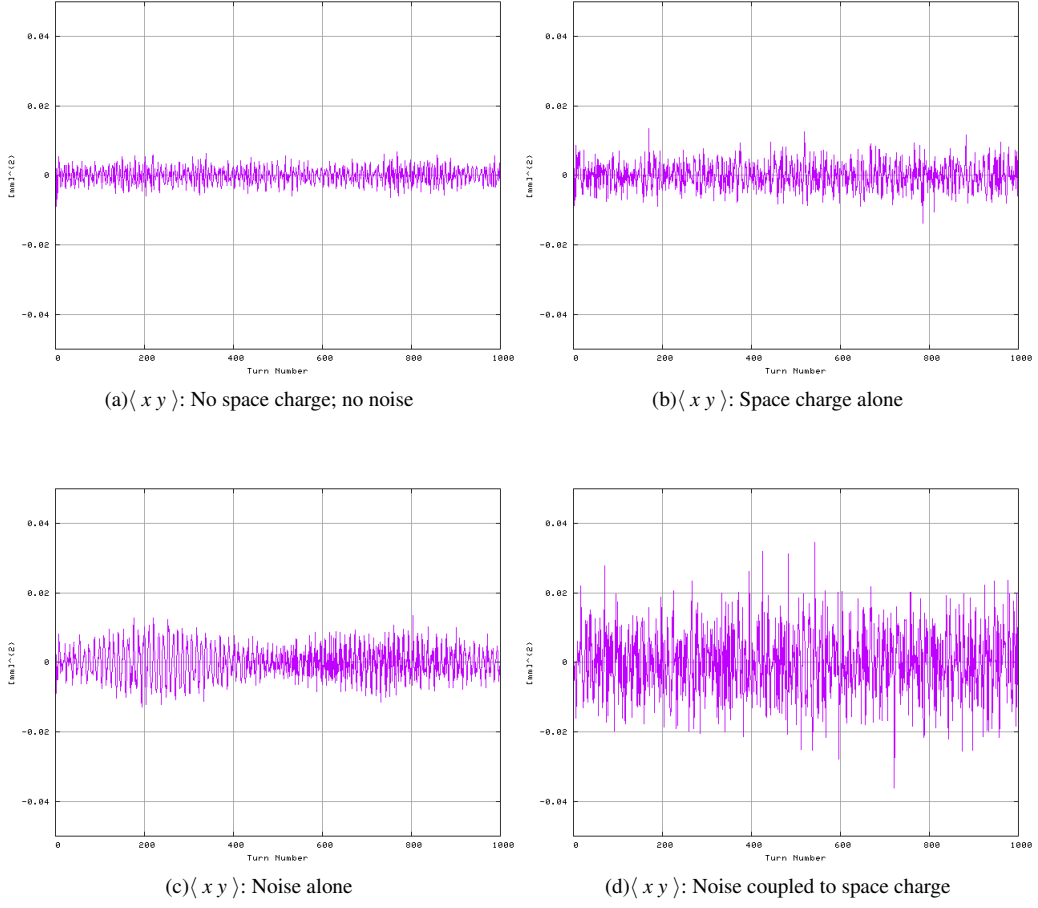 0.04
0.02
0
-0.02
-0.04
[mm]^(2)
0 200 400 600 800 1000
Turn Number
(a)⟨ x y ⟩: No space charge; no noise
0.04
0.02
0
-0.02
-0.04
[mm]^(2)
0 200 400 600 800 1000
Turn Number
(b)⟨ x y ⟩: Space charge alone
0.04
0.02
0
-0.02
-0.04
[mm]^(2)
0 200 400 600 800 1000
Turn Number
(c)⟨ x y ⟩: Noise alone
0.04
0.02
0
-0.02
-0.04
[mm]^(2)
0 200 400 600 800 1000
Turn Number
(d)⟨ x y ⟩: Noise coupled to space charge